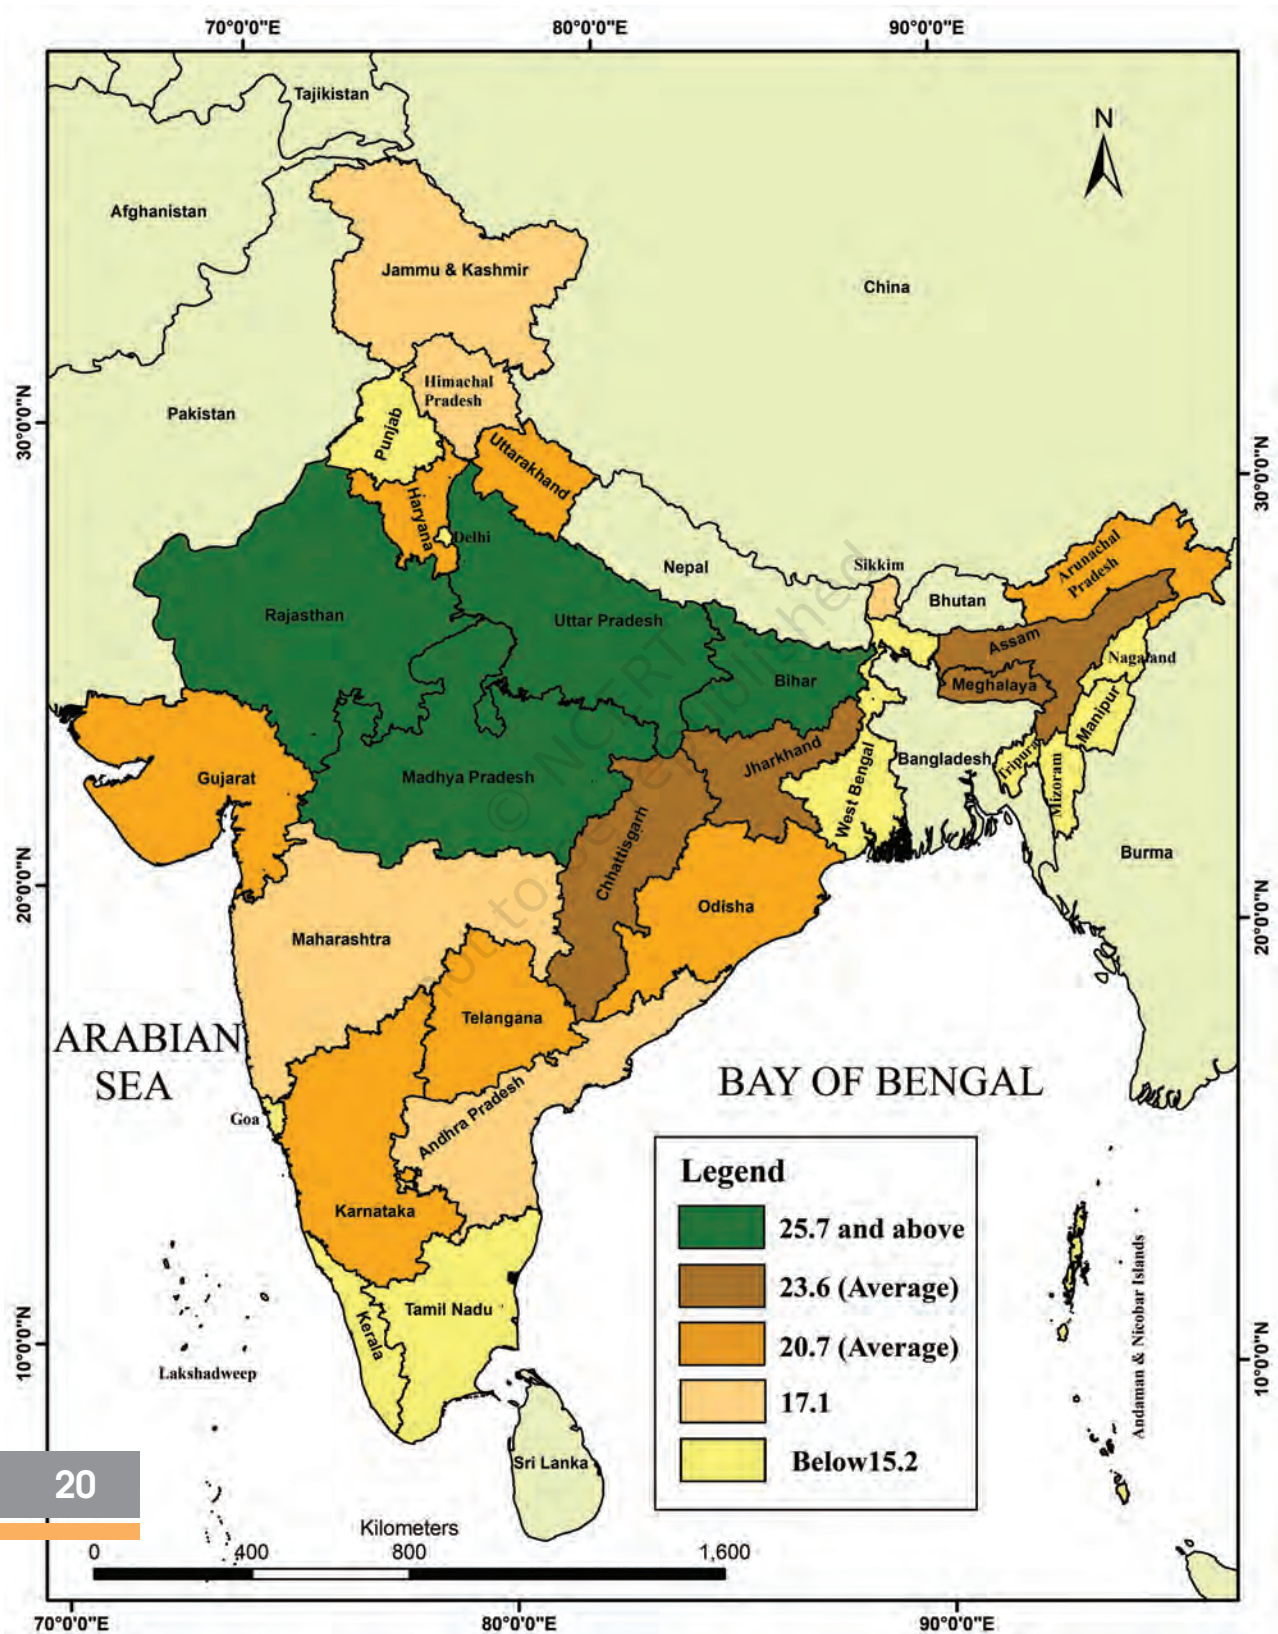 70°0'0"E 80°0'0"E 90°0'0"E
Tajikistan
N
Afghanistan
Jammu & Kashmir
China
Himachal
Pradesh
Pakistan
Punjab
30°0'0"N
Uttarakhand
30°0'0"N
Haryana
Delhi
Nepal
Sikkim
Bhutan
Arunachal
Pradesh
Rajasthan
Uttar Pradesh
Assam
Nagaland
Bihar
Meghalaya
Manipur
Gujarat
Madhya Pradesh
Jharkhand
West Bengal
Bangladesh
Tripura
Mizoram
Chhattisgarh
Burma
20°0'0"N
Odisha
20°0'0"N
Maharashtra
© NCERT
not to be republished
Telangana
ARABIAN
SEA
BAY OF BENGAL
Goa
Andhra Pradesh
Karnataka
Legend
25.7 and above
23.6 (Average)
20.7 (Average)
17.1
Below15.2
Andaman & Nicobar Islands
Tamil Nadu
Kerala
10°0'0"N
10°0'0"N
Lakshadweep
Sri Lanka
20
Kilometers
0 400 800 1,600
70°0'0"E 80°0'0"E 90°0'0"E